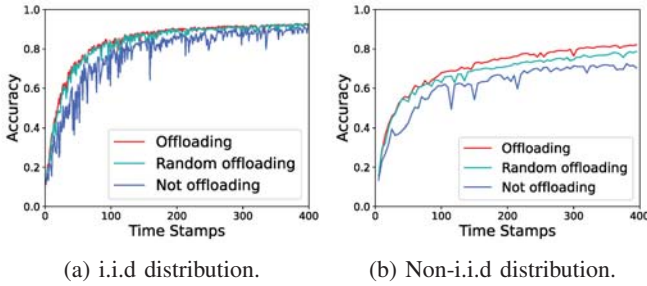 1.0
0.8
0.6
0.4
0.2
0.0
Accuracy
Offloading
Random offloading
Not offloading
0 100 200 300 400
Time Stamps
(a) i.i.d distribution.
1.0
0.8
0.6
0.4
0.2
0.0
Accuracy
Offloading
Random offloading
Not offloading
0 100 200 300 400
Time Stamps
(b) Non-i.i.d distribution.